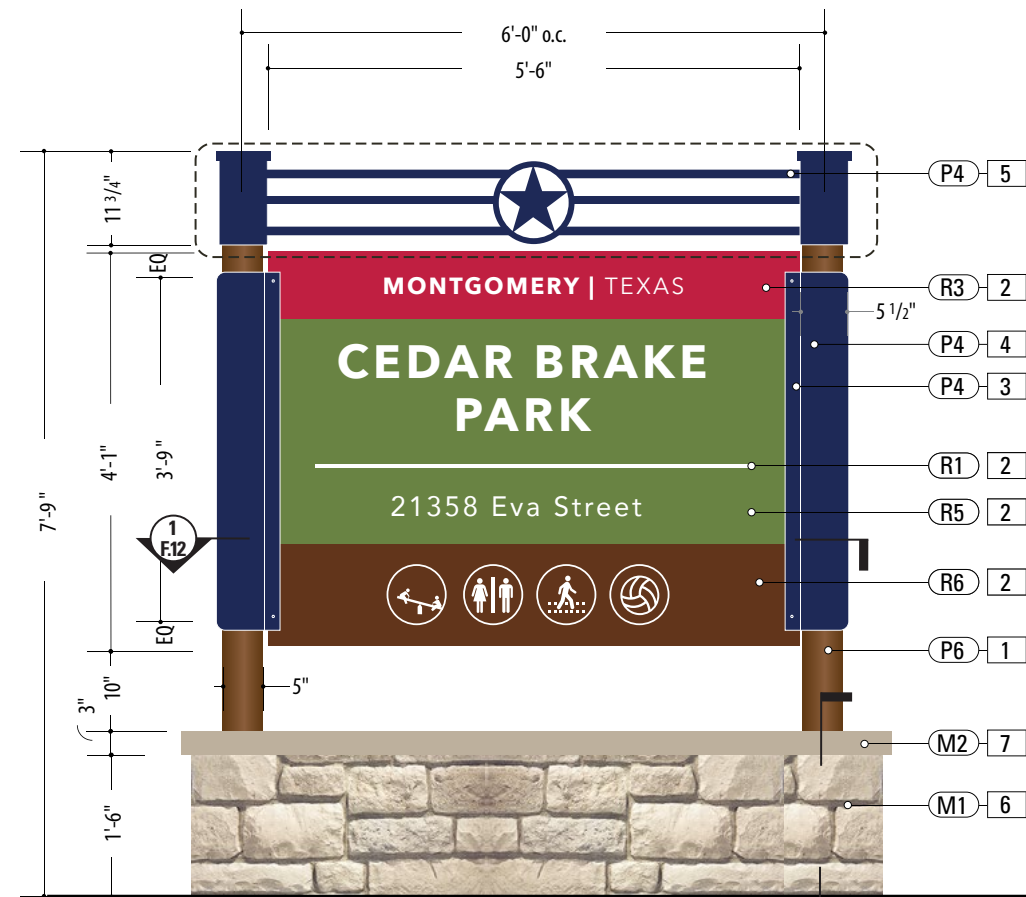 6'-0" o.c.
5'-6"
11 3/4"
EQ
7'-9"
4'-1"
3'-9"
EQ
10"
3"
1'-6"
5"
5 1/2"
1
F.12
MONTGOMERY | TEXAS
CEDAR BRAKE
PARK
21358 Eva Street
P4 5
R3 2
P4 4
P4 3
R1 2
R5 2
R6 2
P6 1
M2 7
M1 6